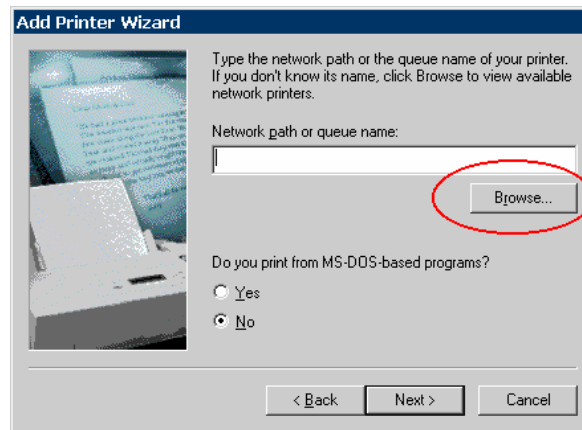 Add Printer Wizard
Type the network path or the queue name of your printer.
If you don't know its name, click Browse to view available
network printers.
Network path or queue name:
Browse...
Do you print from MS-DOS-based programs?
Yes
No
< Back
Next >
Cancel